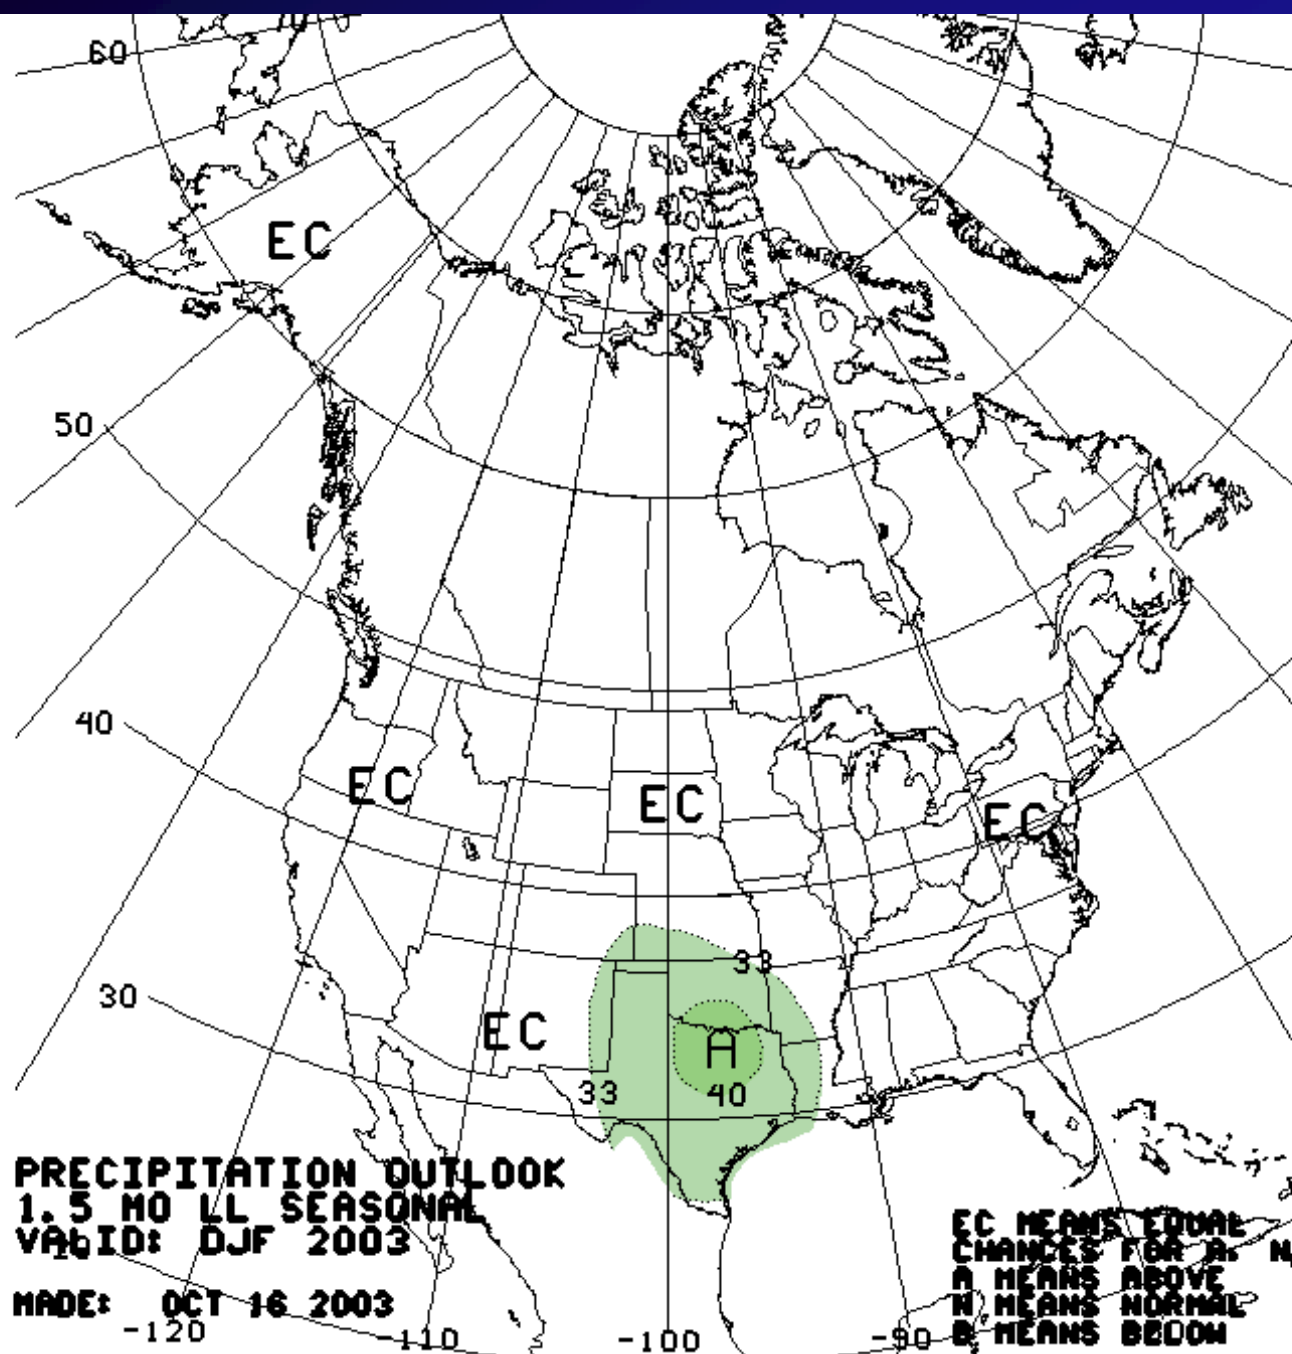 60
EC
50
40
EC
EC
EC
33
30
EC
A
33
40
PRECIPITATION OUTLOOK
1.5 MO LL SEASONAL
VALID: DJF 2003
MADE: OCT 16 2003
EC MEANS EQUAL
CHANCES FOR A, N,
A MEANS ABOVE
N MEANS NORMAL
B MEANS BELOW
-120
-110
-100
-90